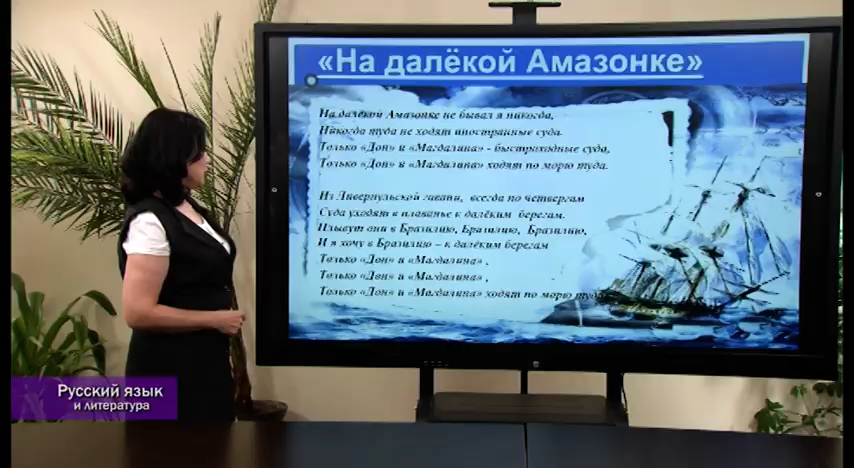 «На далёкой Амазонке»
На далёкой Амазонке не бывал я никогда,
Никогда туда не ходят иностранные суда.
Только «Дон» и «Магдалина» - быстроходные суда,
Только «Дон» и «Магдалина» ходят по морю туда.
Из Ливерпульской гавани, всегда по четвергам
Суда уходят в плаванье к далёким берегам.
Плывут они в Бразилию, Бразилию, Бразилию,
И я хочу в Бразилию – к далёким берегам
Только «Дон» и «Магдалина» ,
Только «Дон» и «Магдалина» ,
Только «Дон» и «Магдалина» ходят по морю туда
Русский язык
и литература